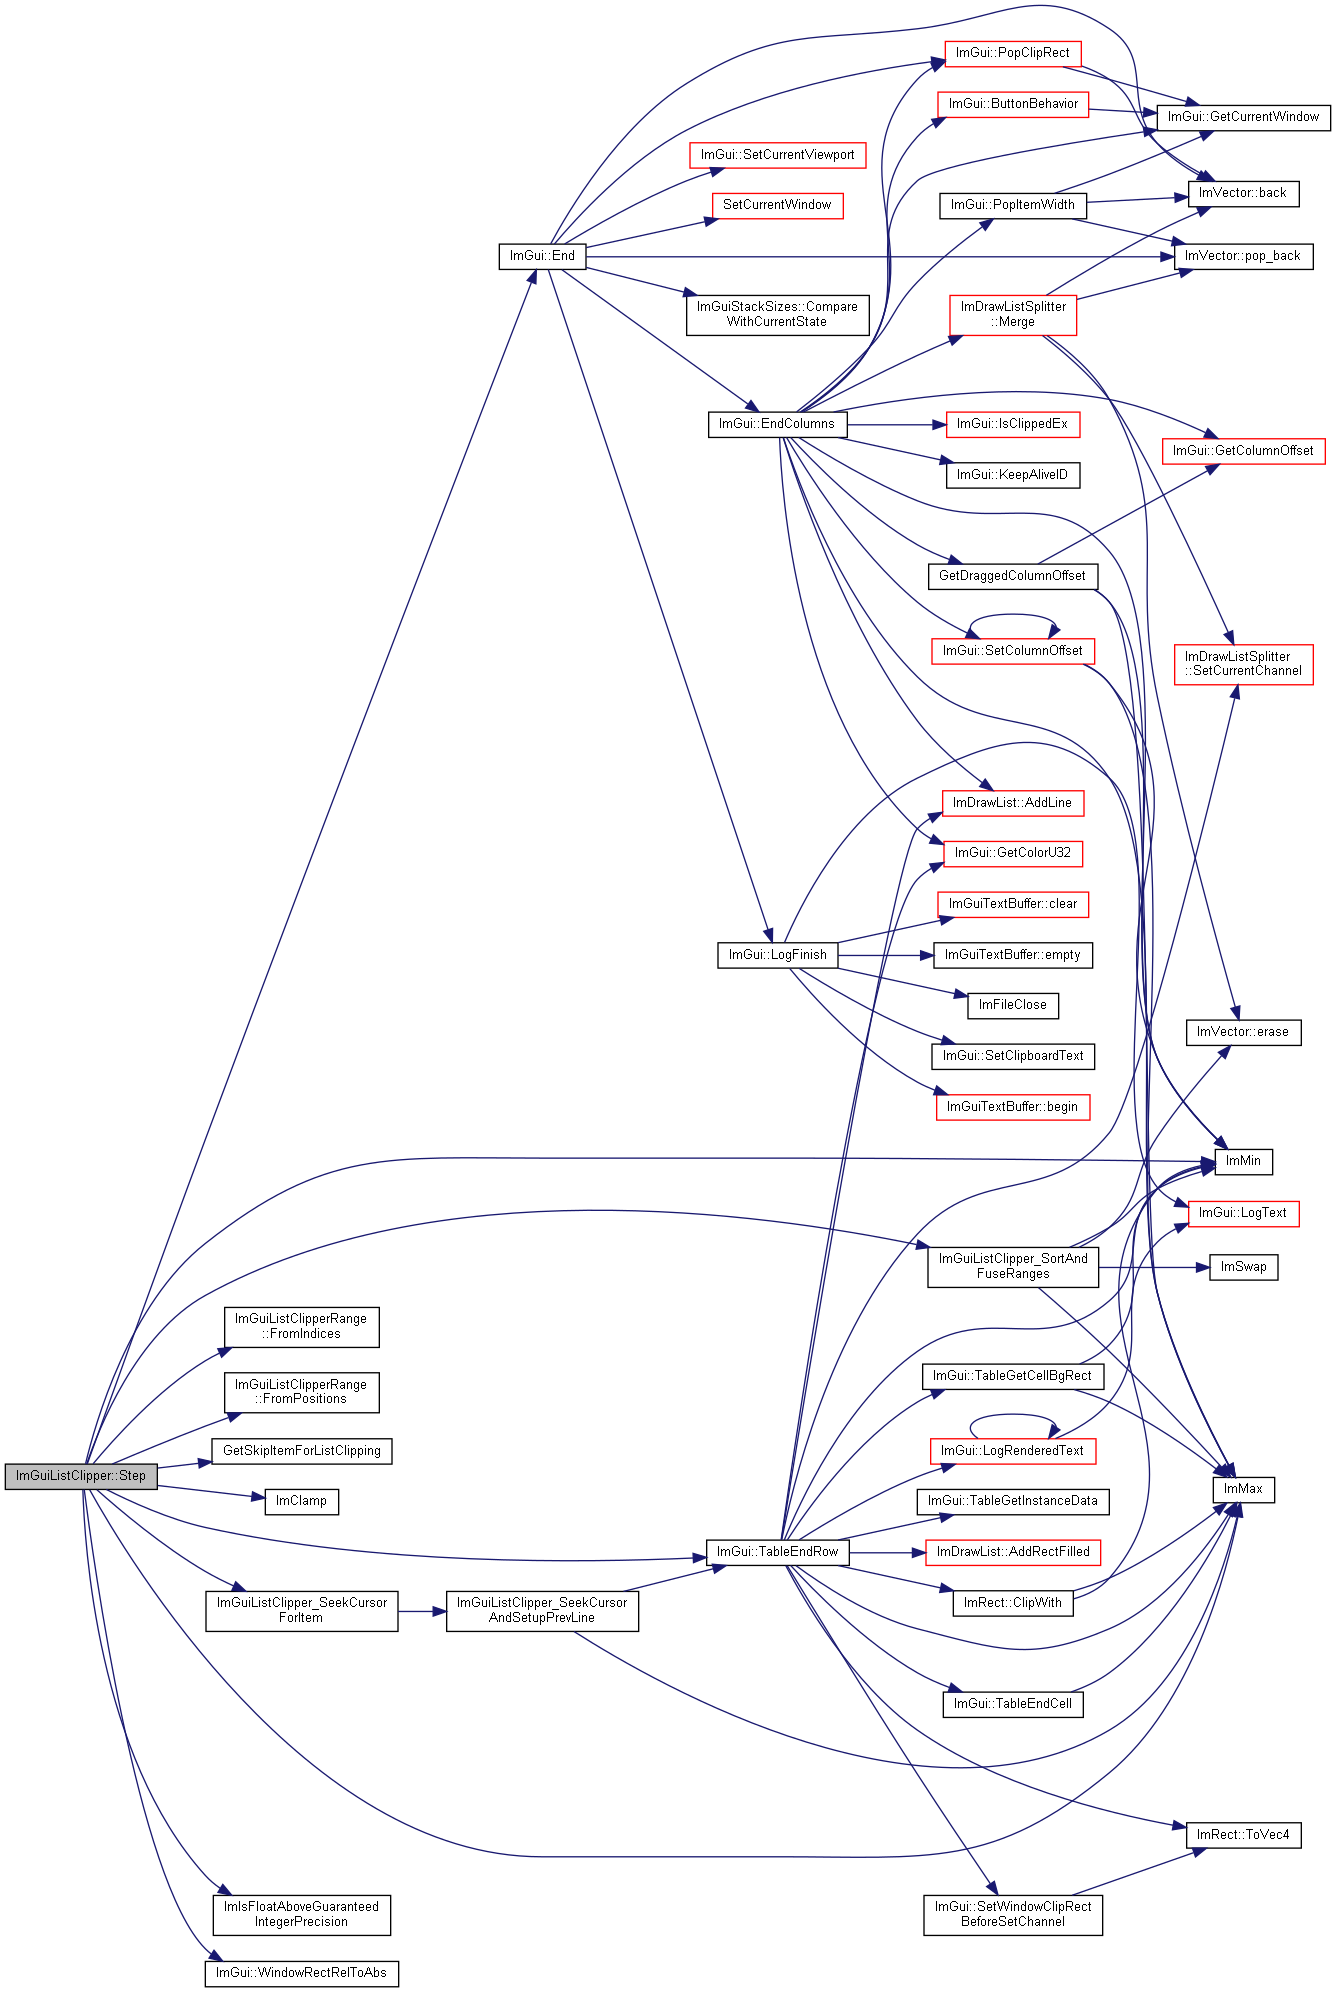 ImGui::PopClipRect
ImGui::ButtonBehavior
ImGui::GetCurrentWindow
ImGui::SetCurrentViewport
SetCurrentWindow
ImGui::PopItemWidth
ImVector::back
ImGui::End
ImVector::pop_back
ImGuiStackSizes::Compare
WithCurrentState
ImDrawListSplitter
::Merge
ImGui::EndColumns
ImGui::IsClippedEx
ImGui::GetColumnOffset
ImGui::KeepAliveID
GetDraggedColumnOffset
ImGui::SetColumnOffset
ImDrawListSplitter
::SetCurrentChannel
ImDrawList::AddLine
ImGui::GetColorU32
ImGuiTextBuffer::clear
ImGui::LogFinish
ImGuiTextBuffer::empty
ImFileClose
ImVector::erase
ImGui::SetClipboardText
ImGuiTextBuffer::begin
ImMin
ImGui::LogText
ImGuiListClipper_SortAnd
FuseRanges
ImSwap
ImGuiListClipperRange
::FromIndices
ImGuiListClipperRange
::FromPositions
ImGui::TableGetCellBgRect
GetSkipItemForListClipping
ImGui::LogRenderedText
ImGuiListClipper::Step
ImClamp
ImGui::TableGetInstanceData
ImMax
ImGui::TableEndRow
ImDrawList::AddRectFilled
ImGuiListClipper_SeekCursor
ForItem
ImGuiListClipper_SeekCursor
AndSetupPrevLine
ImRect::ClipWith
ImGui::TableEndCell
ImRect::ToVec4
ImIsFloatAboveGuaranteed
IntegerPrecision
ImGui::SetWindowClipRect
BeforeSetChannel
ImGui::WindowRectRelToAbs